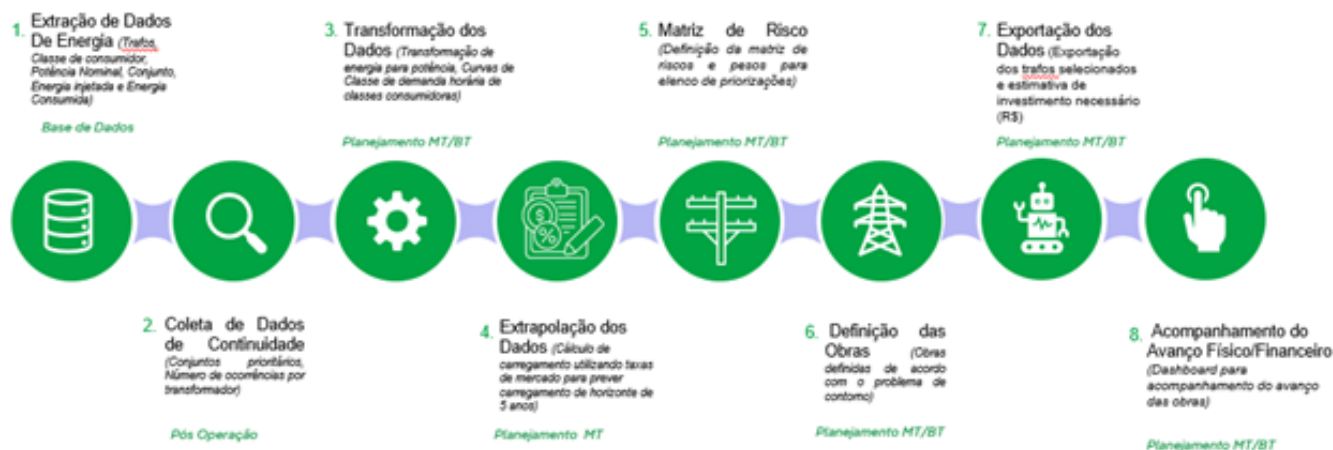 1. Extração de Dados
De Energia (Trafos,
Classe de consumidor,
Potência Nominal, Conjunto,
Energia injetada e Energia
Consumida)
Base de Dados
3. Transformação dos
Dados (Transformação de
energia para potência, Curvas de
Classe de demanda horária de
classes consumidoras)
Planejamento MT/BT
5. Matriz de Risco
(Definição da matriz de
riscos e pesos para
elenco de priorizações)
Planejamento MT/BT
7. Exportação dos
Dados (Exportação
dos trafos selecionados
e estimativa de
investimento necessário
(R$)
Planejamento MT/BT
$
%
2. Coleta de Dados
de Continuidade
(Conjuntos prioritários,
Número de ocorrências por
transformador)
Pós Operação
4. Extrapolação dos
Dados (Cálculo de
carregamento utilizando taxas
de mercado para prever
carregamento de horizonte de
5 anos)
Planejamento MT
6. Definição das
Obras (Obras
definidas de acordo
com o problema de
contorno)
Planejamento MT/BT
8. Acompanhamento do
Avanço Físico/Financeiro
(Dashboard para
acompanhamento do avanço
das obras)
Planejamento MT/BT